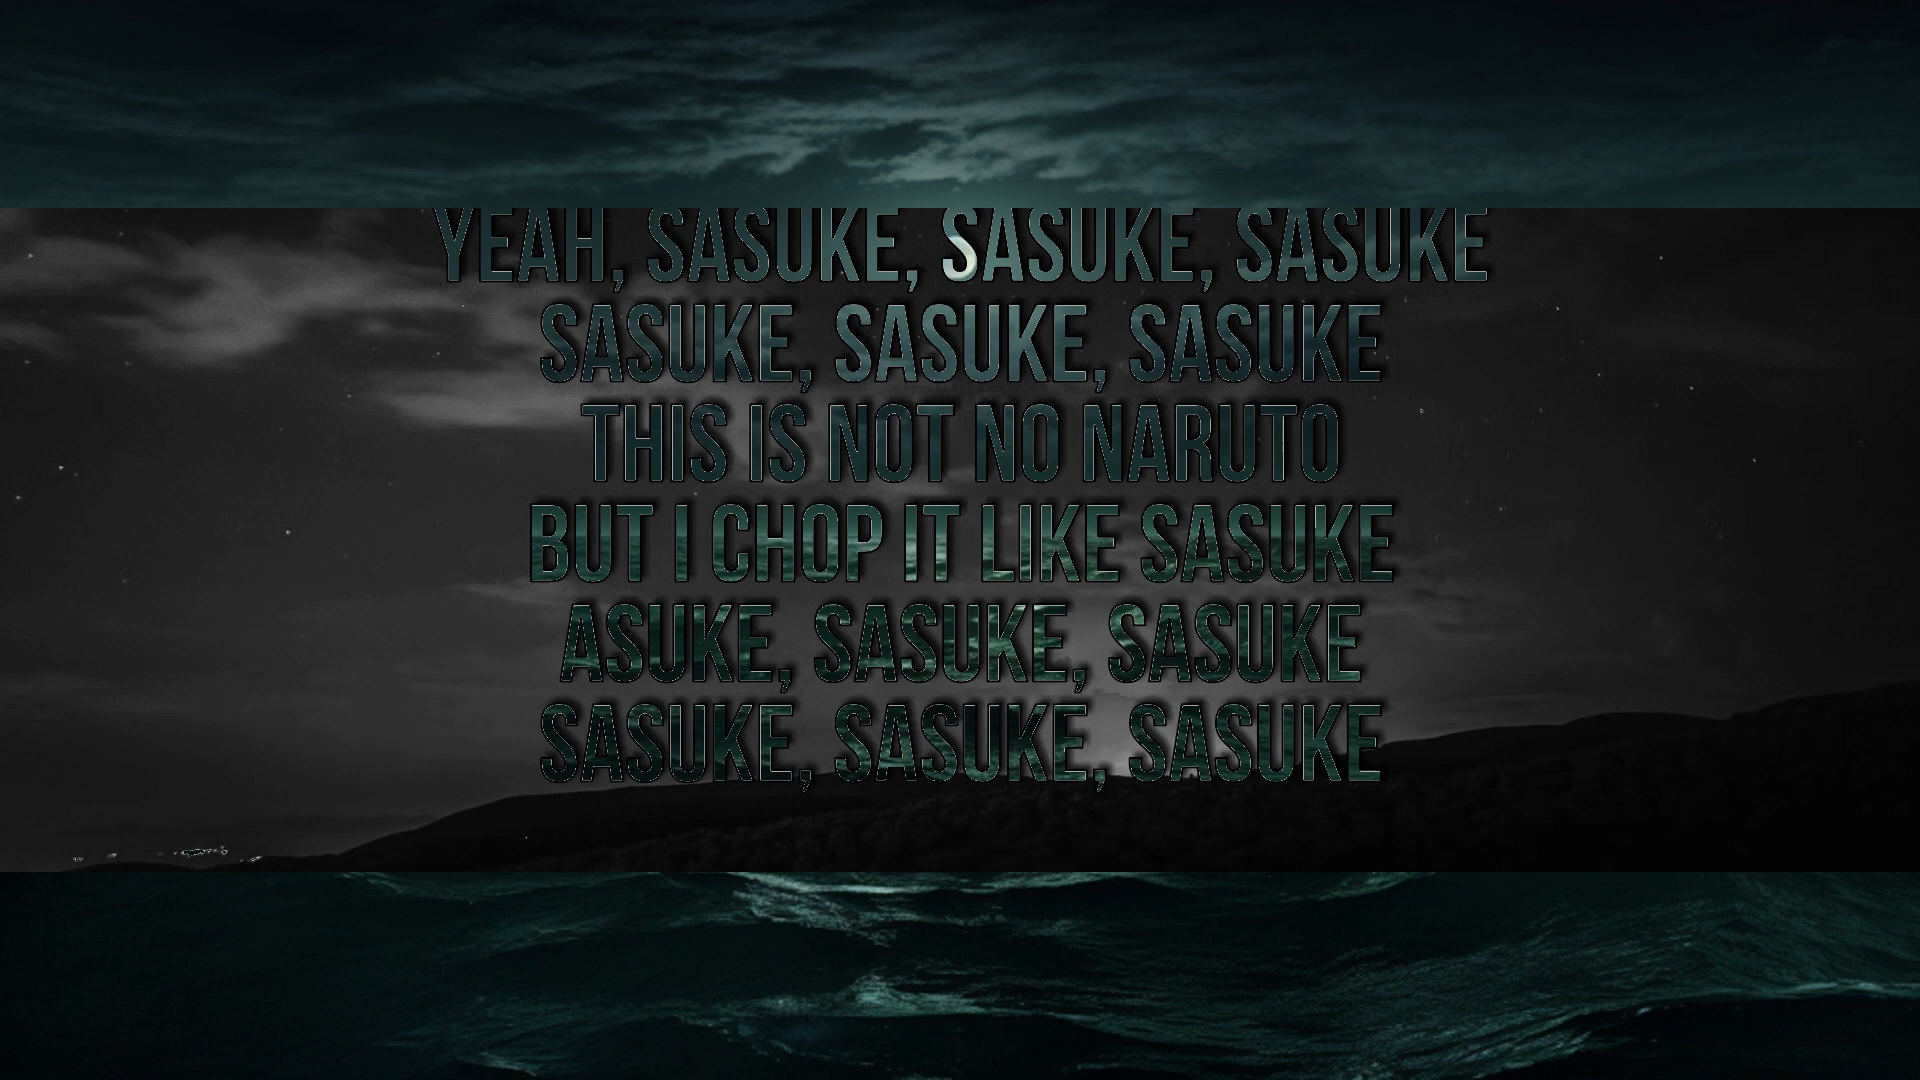 YEAH, SASUKE, SASUKE, SASUKE
SASUKE, SASUKE, SASUKE
THIS IS NOT NO NARUTO
BUT I CHOP IT LIKE SASUKE
ASUKE, SASUKE, SASUKE
SASUKE, SASUKE, SASUKE